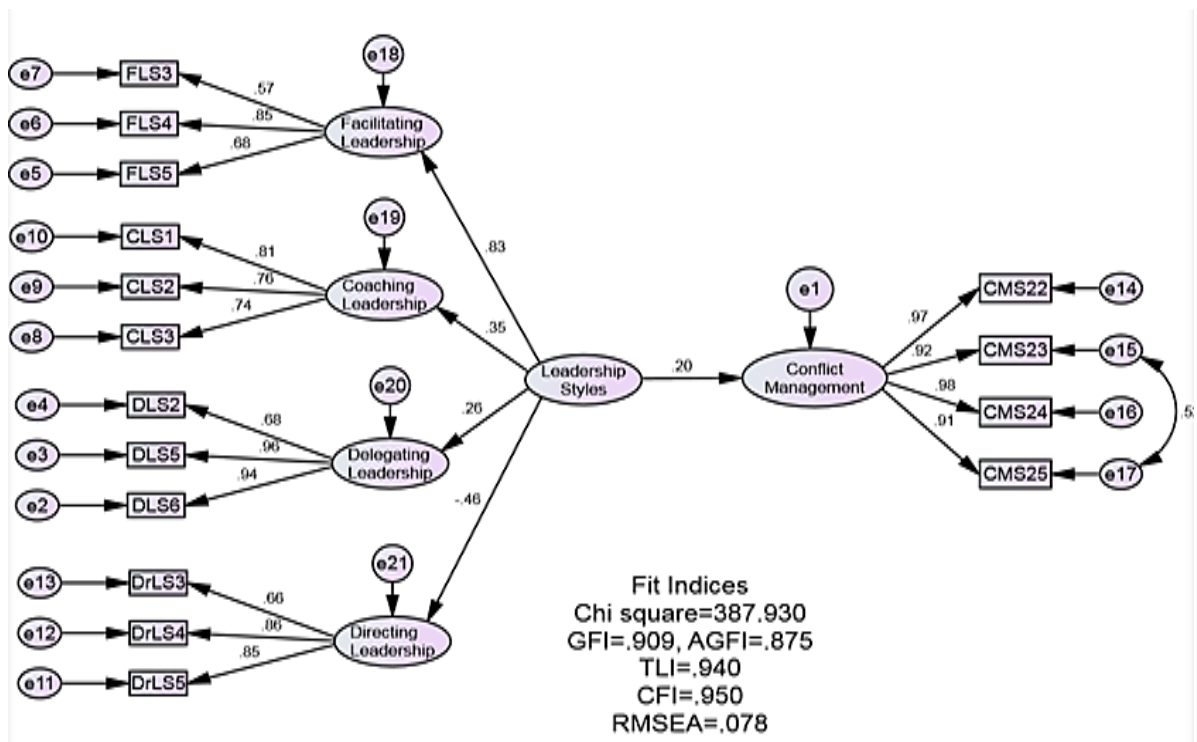 e18
e7
FLS3
.57
e6
FLS4
.85
Facilitating
Leadership
e5
FLS5
.68
e19
.83
e10
CLS1
.81
e9
CLS2
.76
Coaching
Leadership
e8
CLS3
.74
.35
e1
CMS22
e14
.97
CMS23
e15
.92
Leadership
Styles
.20
Conflict
Management
.98
CMS24
e16
.91
CMS25
e17
e20
.26
e4
DLS2
.68
e3
DLS5
.96
Delegating
Leadership
e2
DLS6
.94
-.46
e21
e13
DrLS3
.66
e12
DrLS4
.86
Directing
Leadership
e11
DrLS5
.85
Fit Indices
Chi square=387.930
GFI=.909, AGFI=.875
TLI=.940
CFI=.950
RMSEA=.078